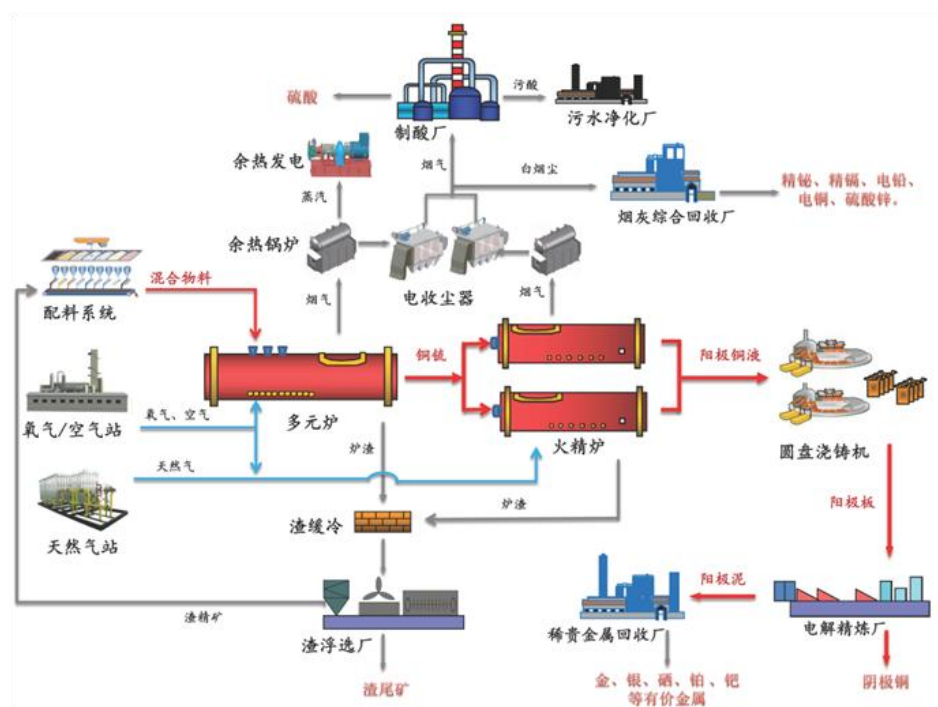 硫酸
污酸
制酸厂
污水净化厂
余热发电
烟气
白烟尘
蒸汽
烟灰综合回收厂
精铋、精镉、电铅、
电铜、硫酸锌。
余热锅炉
混合物料
烟气
电收尘器
烟气
配料系统
铜锍
阳极铜液
氧气、空气
多元炉
火精炉
氧气/空气站
炉渣
圆盘浇铸机
天然气
炉渣
阳极板
渣缓冷
天然气站
阳极泥
渣精矿
渣浮选厂
稀贵金属回收厂
电解精炼厂
渣尾矿
金、银、硒、铂、钯
等有价金属
阴极铜